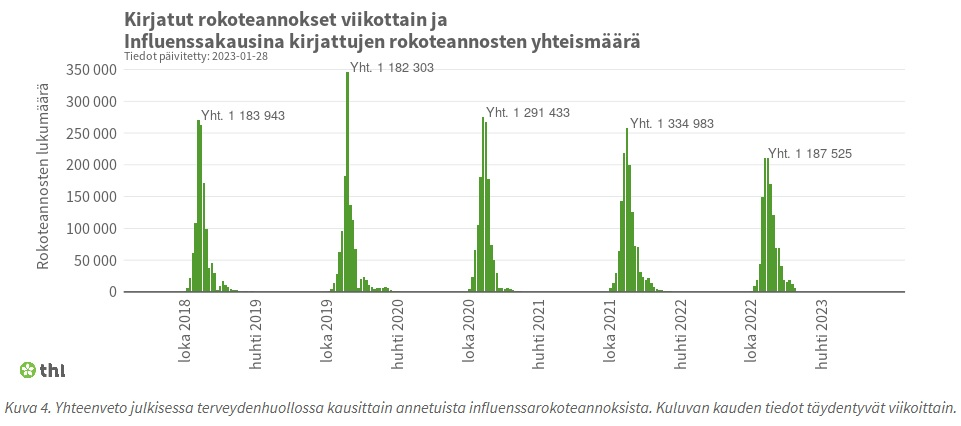 Kirjatut rokoteannokset viikottain ja
Influenssakausina kirjattujen rokoteannosten yhteismäärä
Tiedot päivitetty: 2023-01-28
Rokoteannosten lukumäärä
350 000
300 000
250 000
200 000
150 000
100 000
50 000
0
Yht. 1 183 943
Yht. 1 182 303
Yht. 1 291 433
Yht. 1 334 983
Yht. 1 187 525
loka 2018
huhti 2019
loka 2019
huhti 2020
loka 2020
huhti 2021
loka 2021
huhti 2022
loka 2022
huhti 2023
thl
Kuva 4. Yhteenveto julkisessa terveydenhuollossa kausittain annetuista influenssarokoteannoksista. Kuluvan kauden tiedot täydentyvät viikoittain.